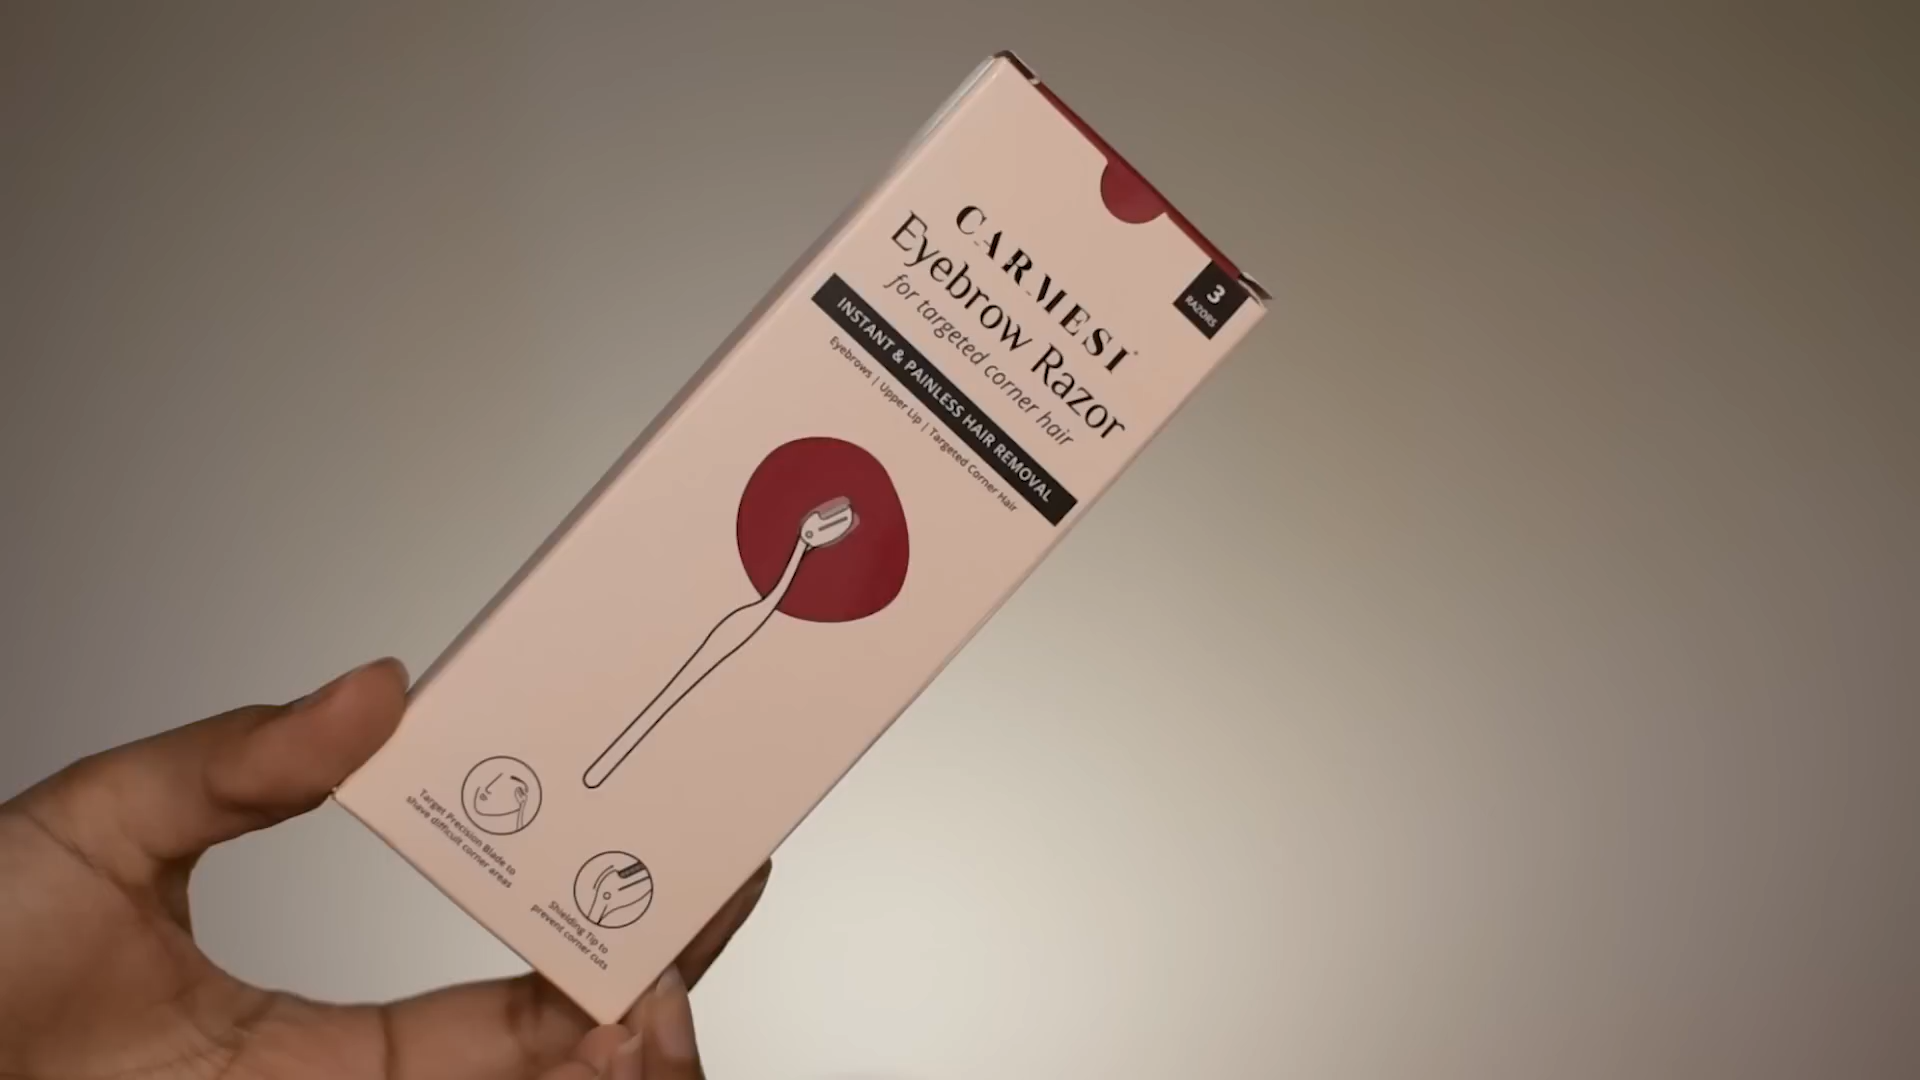 CARMESI
Eyebrow Razor
for targeted corner hair
INSTANT & PAINLESS HAIR REMOVAL
Eyebrows | Upper Lip | Targeted Corner Hair
3
RAZORS
Target Precision Blade to
shave difficult corner areas
Shielding Tip to
prevent corner cuts